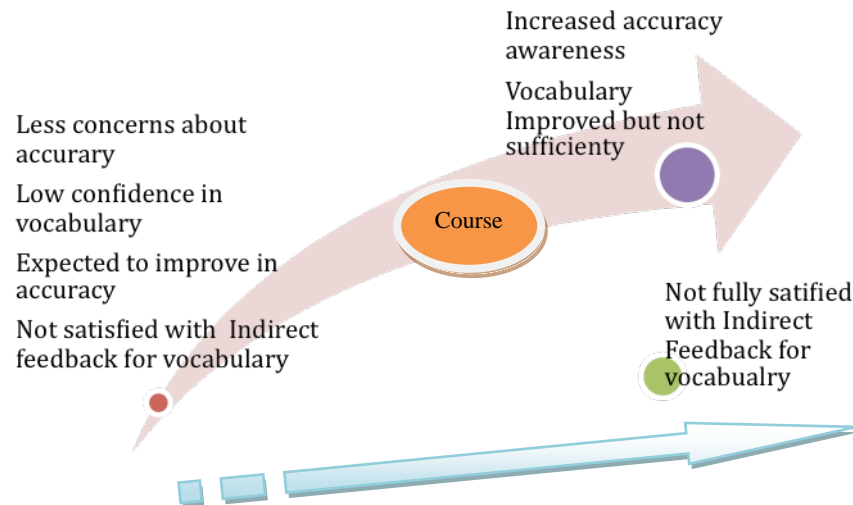 Less concerns about
accurary
Low confidence in
vocabulary
Expected to improve in
accuracy
Not satisfied with Indirect
feedback for vocabulary
Course
Increased accuracy
awareness
Vocabulary
Improved but not
sufficienty
Not fully satified
with Indirect
Feedback for
vocabualry